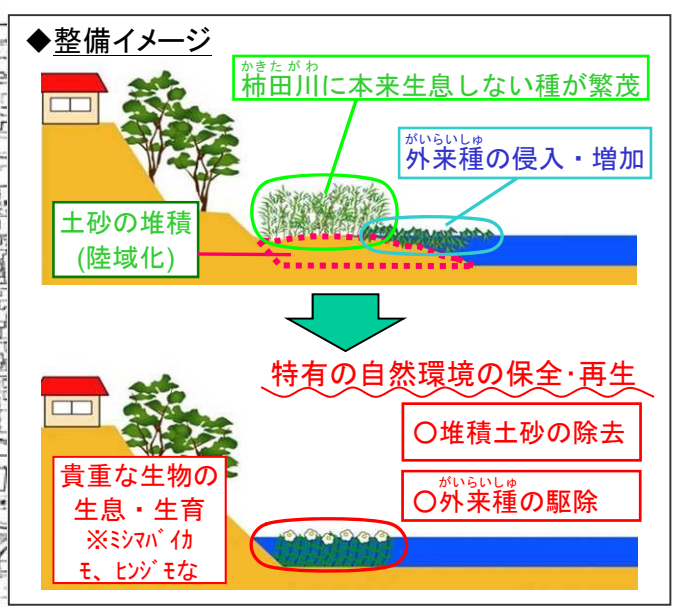 ◆整備イメージ
かきたがわ
柿田川に本来生息しない種が繁茂
がいらいしゅ
外来種の侵入・増加
土砂の堆積
(陸域化)
特有の自然環境の保全･再生
〇堆積土砂の除去
がいらいしゅ
〇外来種の駆除
貴重な生物の
生息・生育
※ﾐｼﾏﾊﾞｲｶ
ﾓ、ﾋﾝｼﾞﾓな